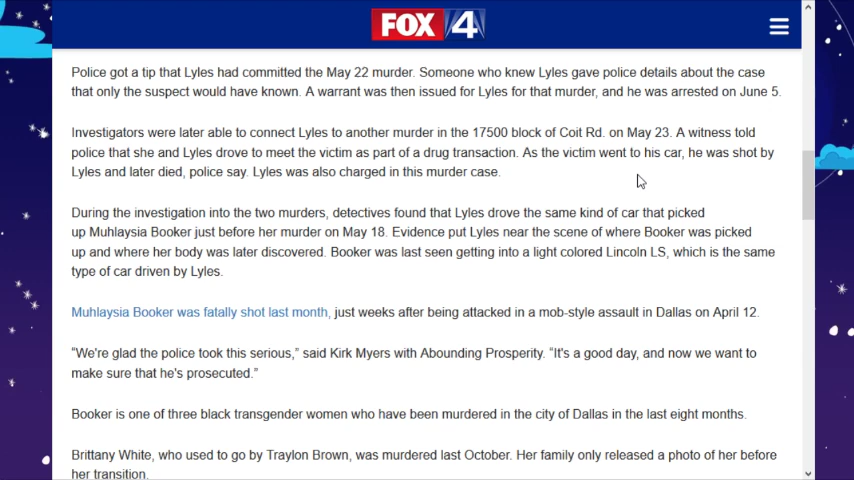 FOX 4
Police got a tip that Lyles had committed the May 22 murder. Someone who knew Lyles gave police details about the case
that only the suspect would have known. A warrant was then issued for Lyles for that murder, and he was arrested on June 5.
Investigators were later able to connect Lyles to another murder in the 17500 block of Coit Rd. on May 23. A witness told
police that she and Lyles drove to meet the victim as part of a drug transaction. As the victim went to his car, he was shot by
Lyles and later died, police say. Lyles was also charged in this murder case.
During the investigation into the two murders, detectives found that Lyles drove the same kind of car that picked
up Muhlaysia Booker just before her murder on May 18. Evidence put Lyles near the scene of where Booker was picked
up and where her body was later discovered. Booker was last seen getting into a light colored Lincoln LS, which is the same
type of car driven by Lyles.
Muhlaysia Booker was fatally shot last month, just weeks after being attacked in a mob-style assault in Dallas on April 12.
“We're glad the police took this serious,” said Kirk Myers with Abounding Prosperity. “It's a good day, and now we want to
make sure that he's prosecuted.”
Booker is one of three black transgender women who have been murdered in the city of Dallas in the last eight months.
Brittany White, who used to go by Traylon Brown, was murdered last October. Her family only released a photo of her before
her transition.